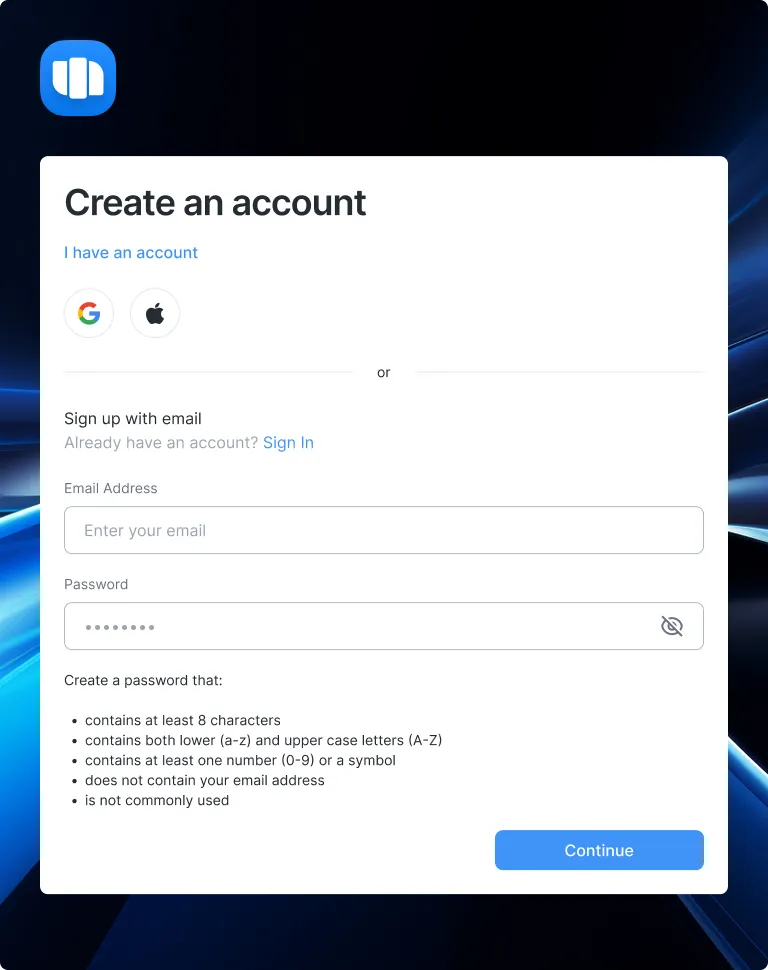 Create an account
I have an account
or
Sign up with email
Already have an account? Sign In
Email Address
Enter your email
Password
••••••••
Create a password that:
• contains at least 8 characters
• contains both lower (a-z) and upper case letters (A-Z)
• contains at least one number (0-9) or a symbol
• does not contain your email address
• is not commonly used
Continue